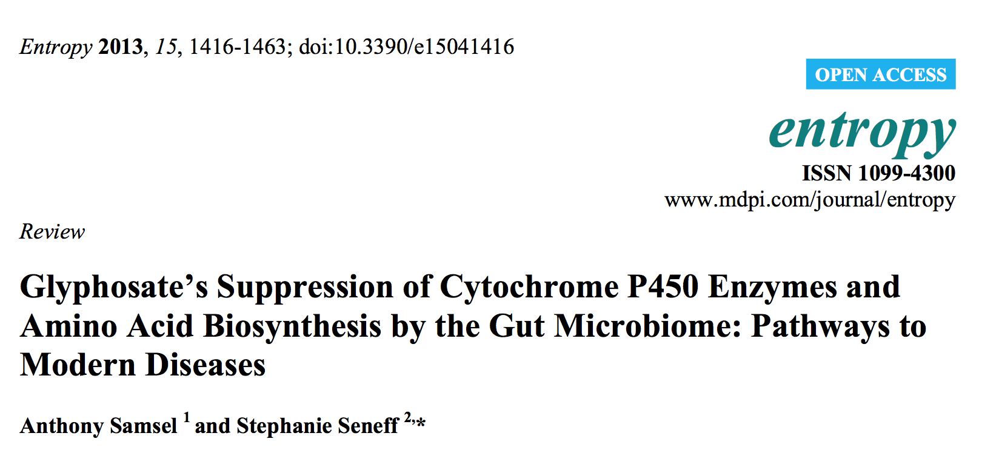 Entropy 2013, 15, 1416-1463; doi:10.3390/e15041416
OPEN ACCESS
entropy
ISSN 1099-4300
www.mdpi.com/journal/entropy
Review
Glyphosate’s Suppression of Cytochrome P450 Enzymes and
Amino Acid Biosynthesis by the Gut Microbiome: Pathways to
Modern Diseases
Anthony Samsel 1 and Stephanie Seneff 2,*